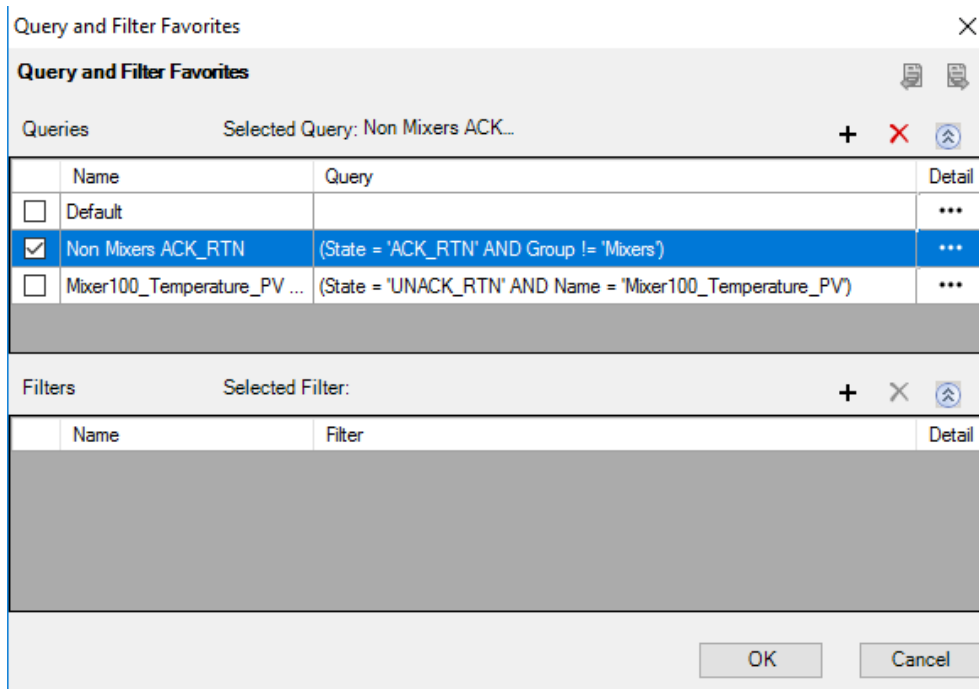 Query and Filter Favorites
Query and Filter Favorites
Queries Selected Query: Non Mixers ACK...
Name Query Detail
Default ...
Non Mixers ACK_RTN (State = 'ACK_RTN' AND Group != 'Mixers') ...
Mixer100_Temperature_PV ... (State = 'UNACK_RTN' AND Name = 'Mixer100_Temperature_PV') ...
Filters Selected Filter:
Name Filter Detail
OK Cancel